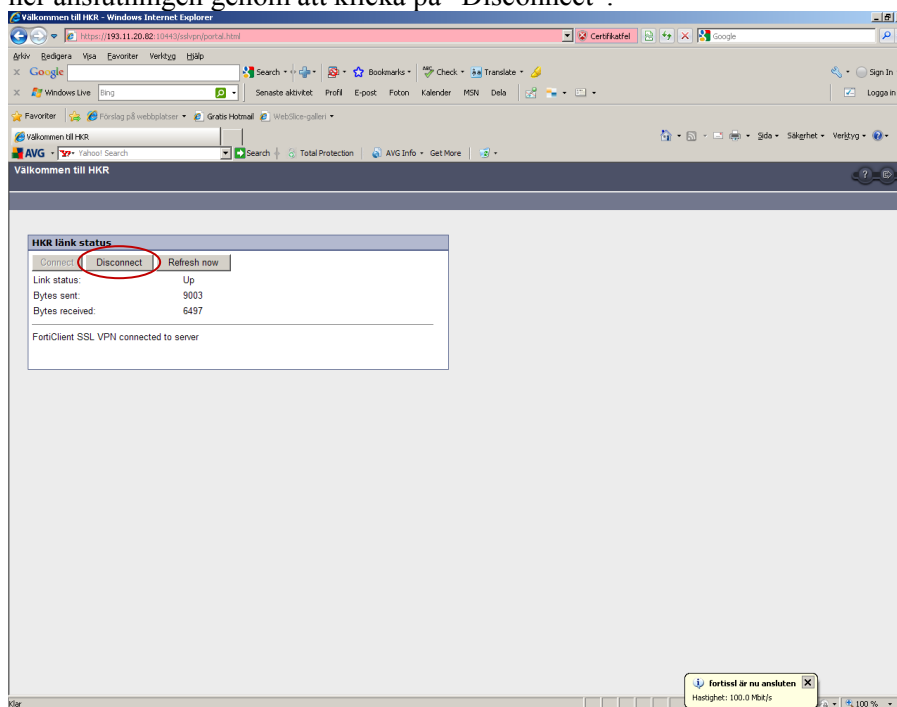 ner anslutningen genom att klicka på "Disconnect".
Välkommen till HKR - Windows Internet Explorer
https://193.11.20.82:10443/sslvpn/portal.html
Certifikatfel
Google
Arkiv Redigera Visa Favoriter Verktyg Hjälp
x Google Search Bookmarks Check Translate Sign In
x Windows Live Bing Senaste aktivitet Profil E-post Foton Kalender MSN Dela Logga in
Favoriter Förslag på webbplatser Gratis Hotmail WebSlice-galleri
Välkommen till HKR Sida Säkerhet Verktyg
AVG Yahoo! Search Search Total Protection AVG Info Get More
Välkommen till HKR
HKR länk status
Connect Disconnect Refresh now
Link status: Up
Bytes sent: 9003
Bytes received: 6497
FortiClient SSL VPN connected to server
fortissl är nu ansluten
Hastighet: 100.0 Mbit/s
Klar 100 %